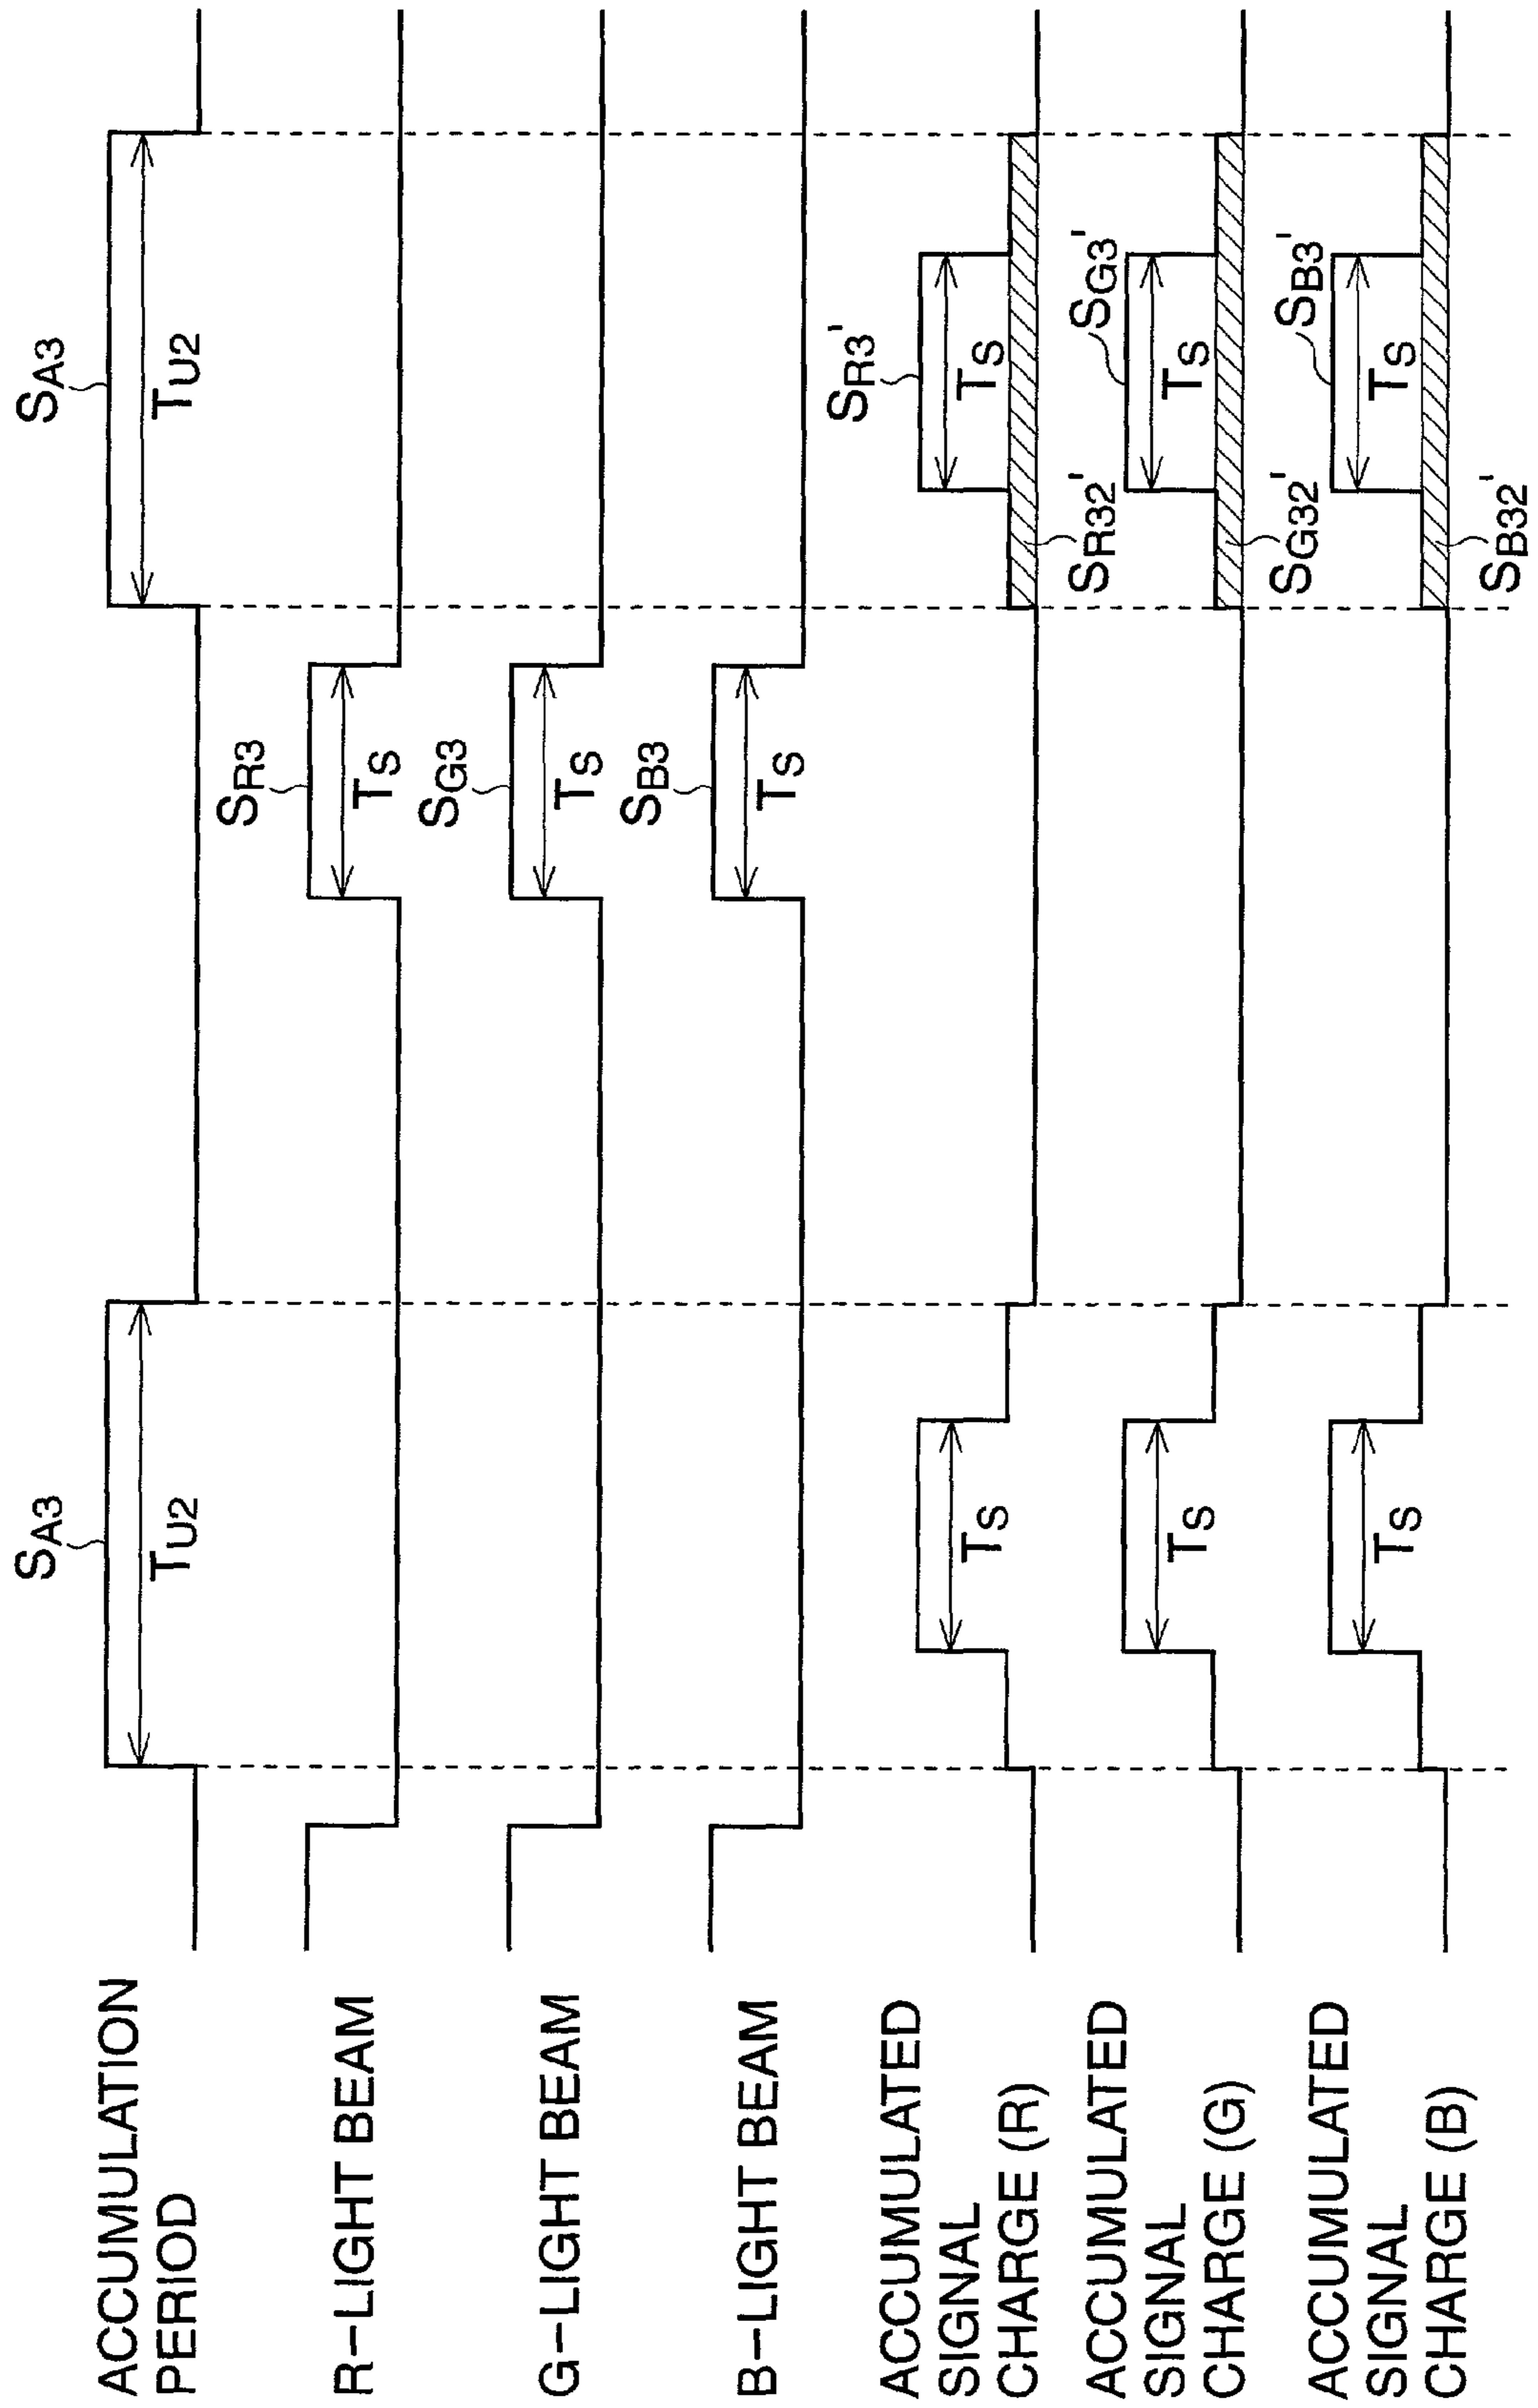 ACCUMULATION
PERIOD
SA3
TU2
SA3
TU2
R-LIGHT BEAM
SR3
TS
G-LIGHT BEAM
SG3
TS
B-LIGHT BEAM
SB3
TS
ACCUMULATED
SIGNAL
CHARGE (R)
TS
SR3'
TS
SR32'
ACCUMULATED
SIGNAL
CHARGE (G)
TS
SG3'
TS
SG32'
ACCUMULATED
SIGNAL
CHARGE (B)
TS
SB3'
TS
SB32'